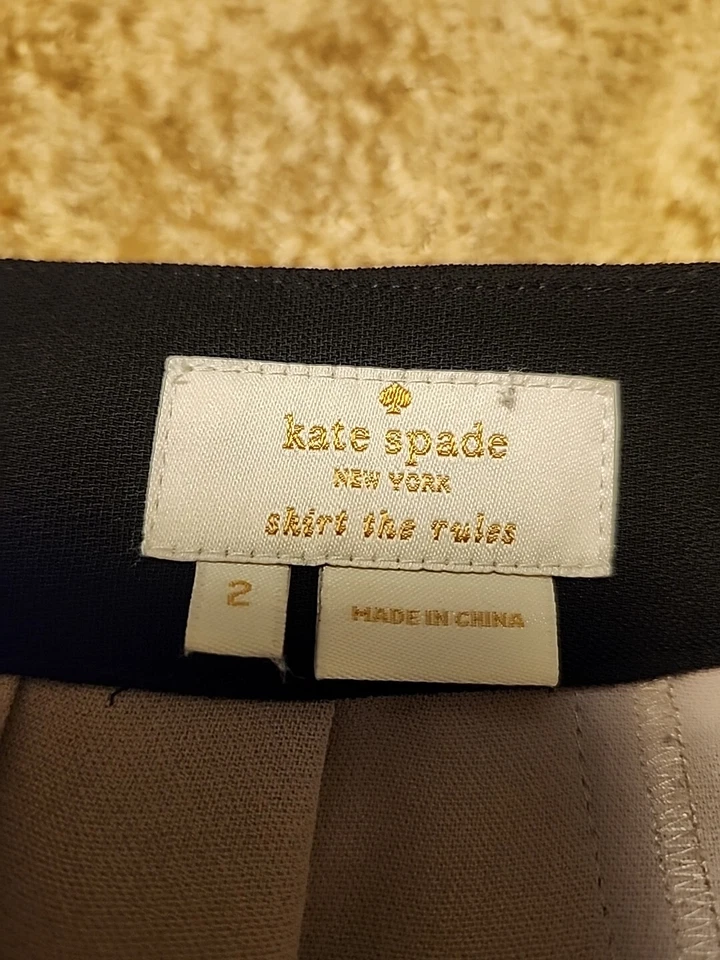 kate spade
NEW YORK
skirt the rules
2
MADE IN CHINA